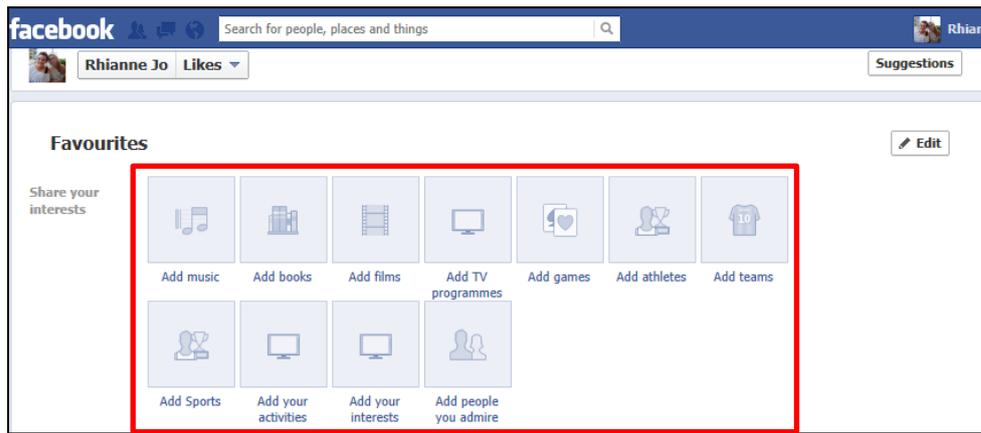 facebook Search for people, places and things Rhian
Rhianne Jo Likes Suggestions
Favourites Edit
Share your
interests
10
Add music Add books Add films Add TV
programmes Add games Add athletes Add teams
Add Sports Add your
activities Add your
interests Add people
you admire